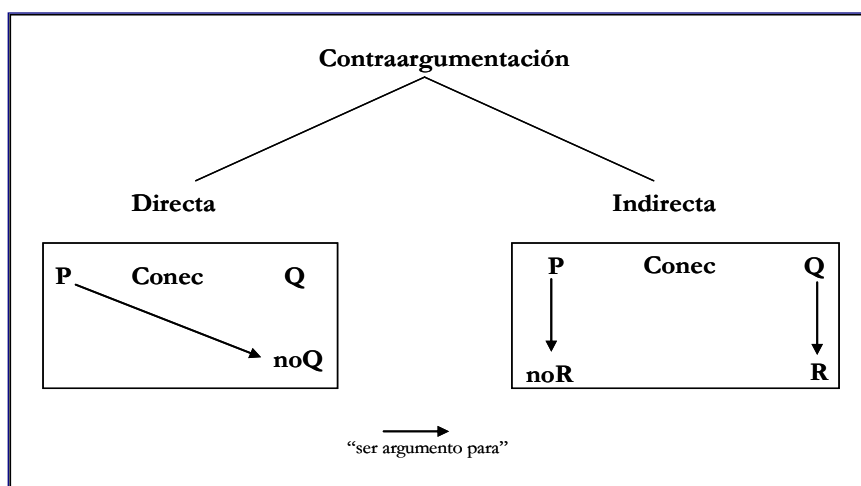 Contraargumentación
Directa
Indirecta
P Conec Q
noQ
P Conec Q
noR R
“ser argumento para”